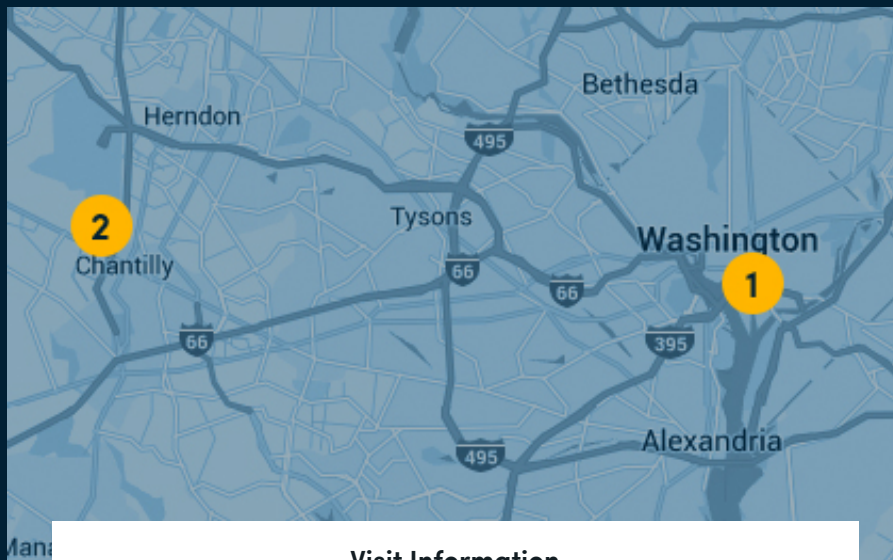 Bethesda
Herndon
495
2
Tysons
Washington
Chantilly
66
1
66
66
395
Alexandria
495
Visit Information